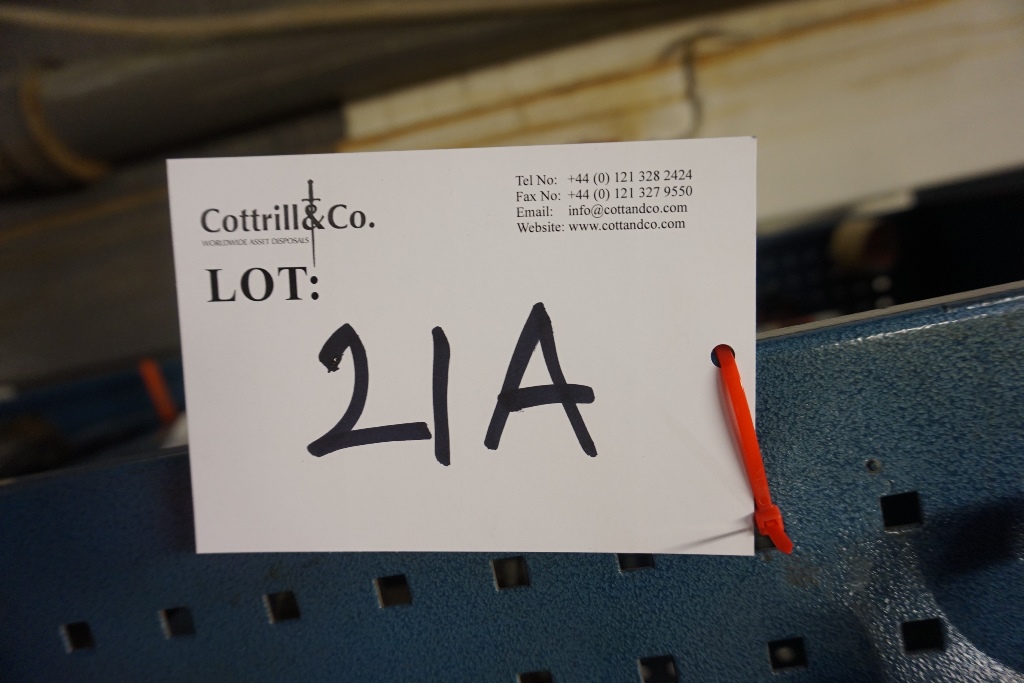 Cottrill&Co.
WORLDWIDE ASSET DISPOSALS
Tel No: +44 (0) 121 328 2424
Fax No: +44 (0) 121 327 9550
Email: info@cottandco.com
Website: www.cottandco.com
LOT:
21A